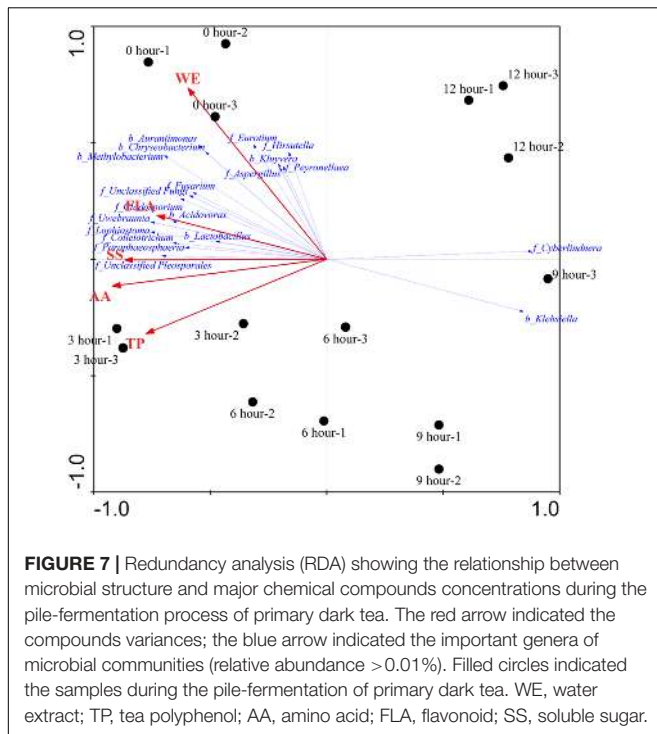 1.0
0 hour-2
0 hour-1
WE
12 hour-3
12 hour-1
0 hour-3
12 hour-2
b_Aurantimonas
f_Eurotium
b_Chryseobacterium
f_Hirsutella
b_Methylobacterium
b_Kluyvera
f_Peyronellaea
f_Aspergillus
f_Fusarium
f_Unclassified Fungi
FLA
f_Uwebraunia
b_Acidovorax
f_Lophiostoma
f_Colletotrichum
b_Lactobacillus
f_Paraphaeosphaeria
f_Cyberlindnera
SS
f_Unclassified Pleosporales
9 hour-3
AA
b_Klebsiella
3 hour-1
3 hour-2
TP
6 hour-3
3 hour-3
6 hour-2
6 hour-1
9 hour-1
9 hour-2
-1.0
-1.0
1.0
FIGURE 7 | Redundancy analysis (RDA) showing the relationship between
microbial structure and major chemical compounds concentrations during the
pile-fermentation process of primary dark tea. The red arrow indicated the
compounds variances; the blue arrow indicated the important genera of
microbial communities (relative abundance >0.01%). Filled circles indicated
the samples during the pile-fermentation of primary dark tea. WE, water
extract; TP, tea polyphenol; AA, amino acid; FLA, flavonoid; SS, soluble sugar.